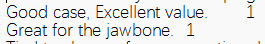 Good case, Excellent value. 1
Great for the jawbone. 1